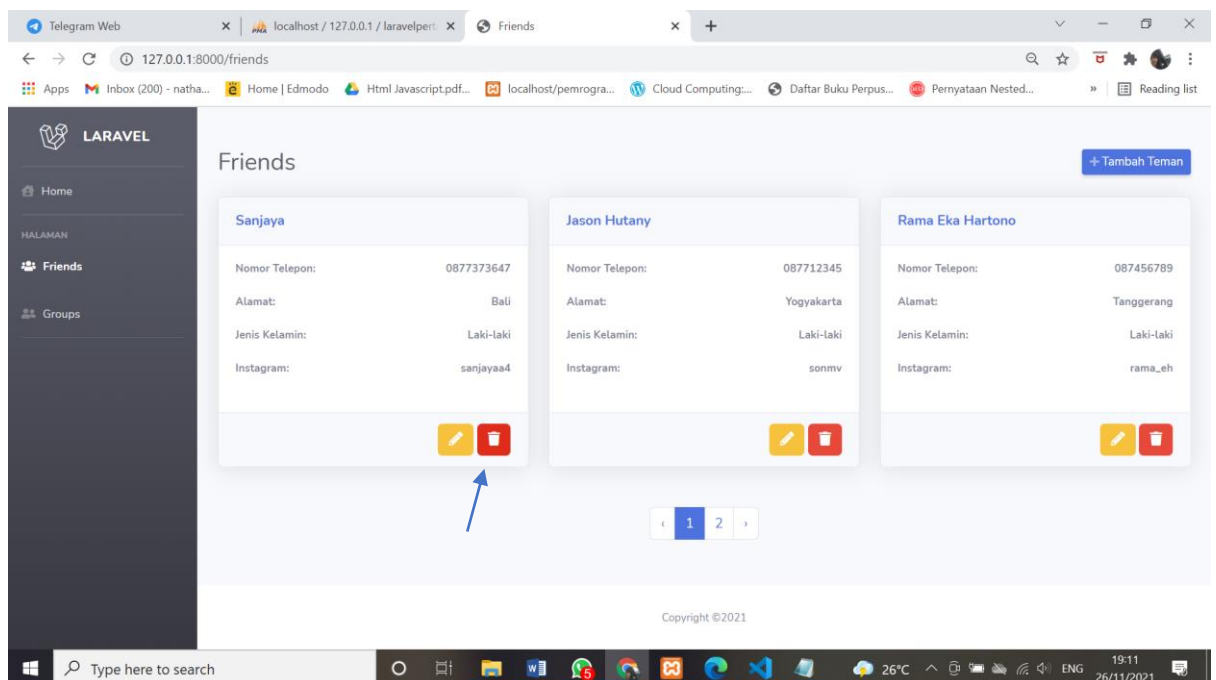 Telegram Web
localhost / 127.0.0.1 / laravelpert
Friends
127.0.0.1:8000/friends
Apps
Inbox (200) - natha...
Home | Edmodo
Html Javascript.pdf...
localhost/pemrogra...
Cloud Computing:...
Daftar Buku Perpus...
Pernyataan Nested...
»
Reading list
LARAVEL
Home
HALAMAN
Friends
Groups
Friends
+ Tambah Teman
Sanjaya
Nomor Telepon: 0877373647
Alamat: Bali
Jenis Kelamin: Laki-laki
Instagram: sanjayaa4
Jason Hutany
Nomor Telepon: 087712345
Alamat: Yogyakarta
Jenis Kelamin: Laki-laki
Instagram: sonmv
Rama Eka Hartono
Nomor Telepon: 087456789
Alamat: Tanggerang
Jenis Kelamin: Laki-laki
Instagram: rama_eh
‹ 1 2 ›
Copyright ©2021
Type here to search
5
26°C
ENG
19:11
26/11/2021